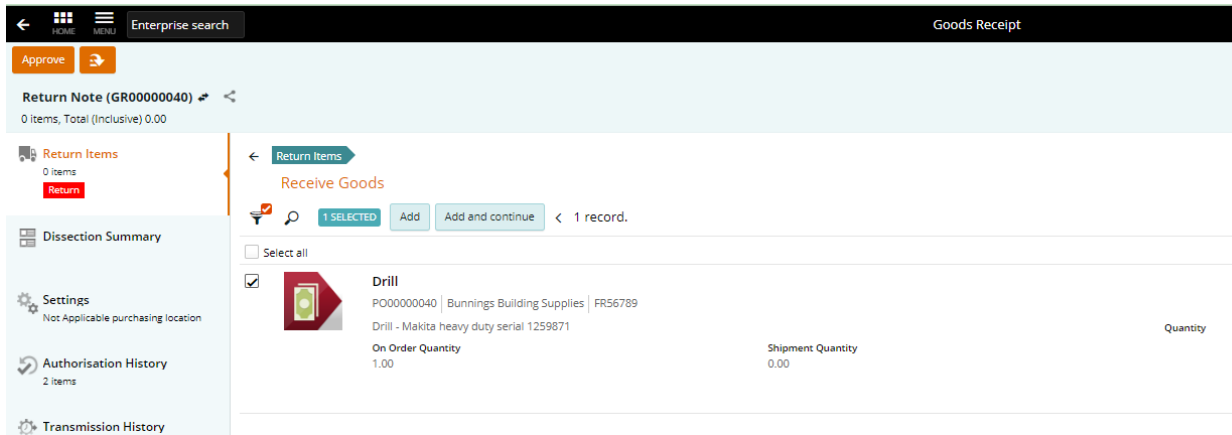 HOME MENU Enterprise search Goods Receipt
Approve
Return Note (GR00000040)
0 items, Total (Inclusive) 0.00
Return Items
0 items
Return
Dissection Summary
Settings
Not Applicable purchasing location
Authorisation History
2 items
Transmission History
Return Items
Receive Goods
1 SELECTED Add Add and continue 1 record.
Select all
Drill
PO00000040 Bunnings Building Supplies FR56789
Drill - Makita heavy duty serial 1259871
Quantity
On Order Quantity Shipment Quantity
1.00 0.00